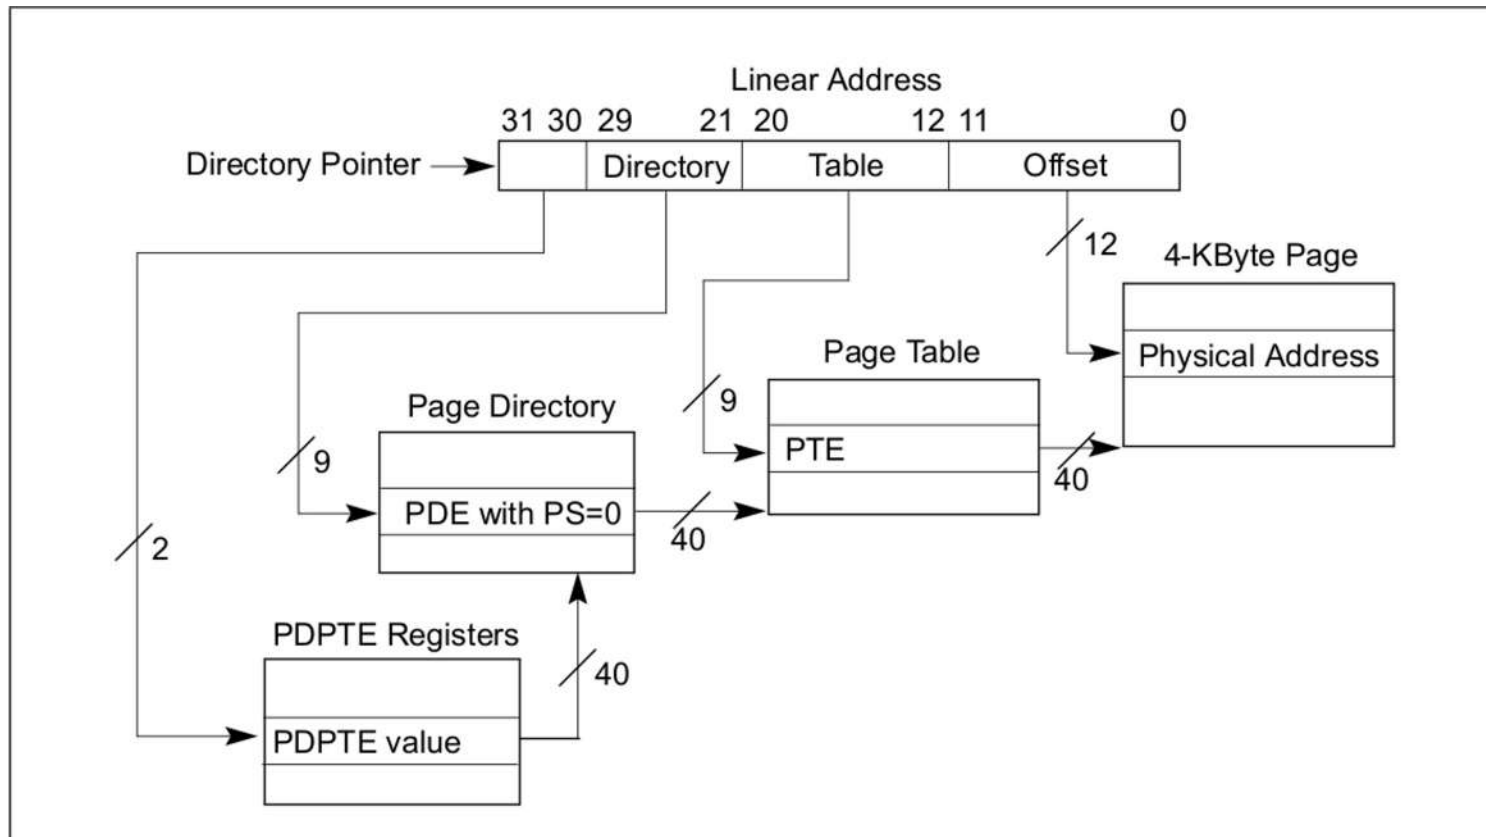 Linear Address
31 30 29 21 20 12 11 0
Directory Pointer Directory Table Offset
12
4-KByte Page
Physical Address
Page Table
9
PTE
40
Page Directory
9
PDE with PS=0
40
2
PDPTE Registers
40
PDPTE value